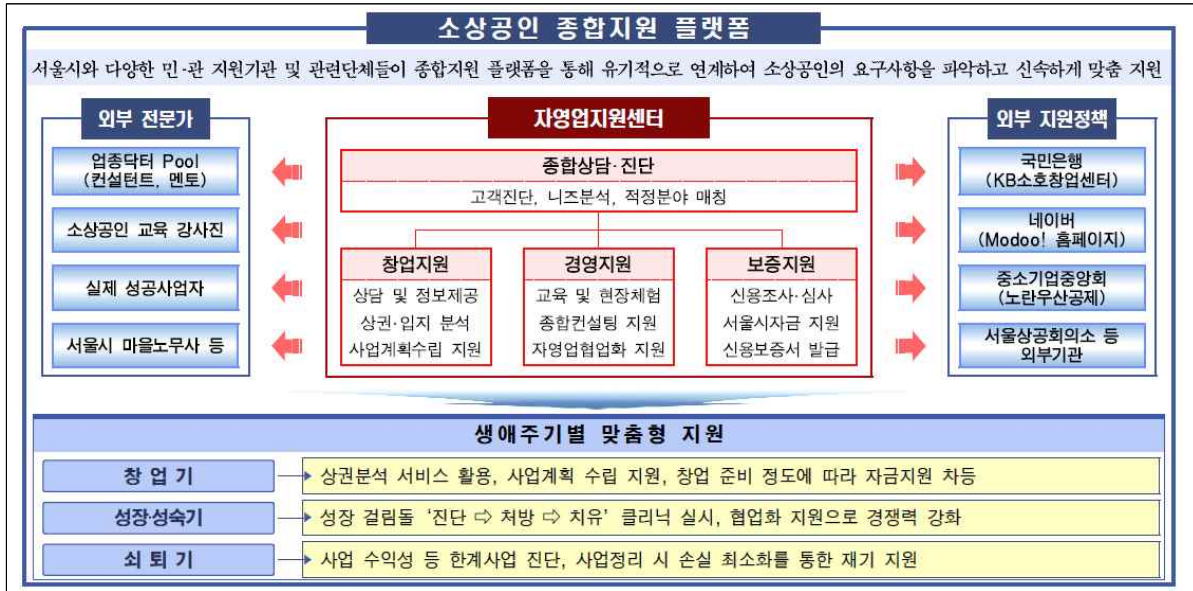 소상공인 종합지원 플랫폼
서울시와 다양한 민·관 지원기관 및 관련단체들이 종합지원 플랫폼을 통해 유기적으로 연계하여 소상공인의 요구사항을 파악하고 신속하게 맞춤 지원
외부 전문가
업종닥터 Pool
(컨설턴트, 멘토)
소상공인 교육 강사진
실제 성공사업자
서울시 마을노무사 등
자영업지원센터
종합상담·진단
고객진단, 니즈분석, 적정분야 매칭
창업지원
상담 및 정보제공
상권·입지 분석
사업계획수립 지원
경영지원
교육 및 현장체험
종합컨설팅 지원
자영업협업화 지원
보증지원
신용조사·심사
서울시자금 지원
신용보증서 발급
외부 지원정책
국민은행
(KB소호창업센터)
네이버
(Modoo! 홈페이지)
중소기업중앙회
(노란우산공제)
서울상공회의소 등
외부기관
생애주기별 맞춤형 지원
창 업 기
상권분석 서비스 활용, 사업계획 수립 지원, 창업 준비 정도에 따라 자금지원 차등
성장·성숙기
성장 걸림돌 ‘진단 ⇨ 처방 ⇨ 치유’ 클리닉 실시, 협업화 지원으로 경쟁력 강화
쇠 퇴 기
사업 수익성 등 한계사업 진단, 사업정리 시 손실 최소화를 통한 재기 지원